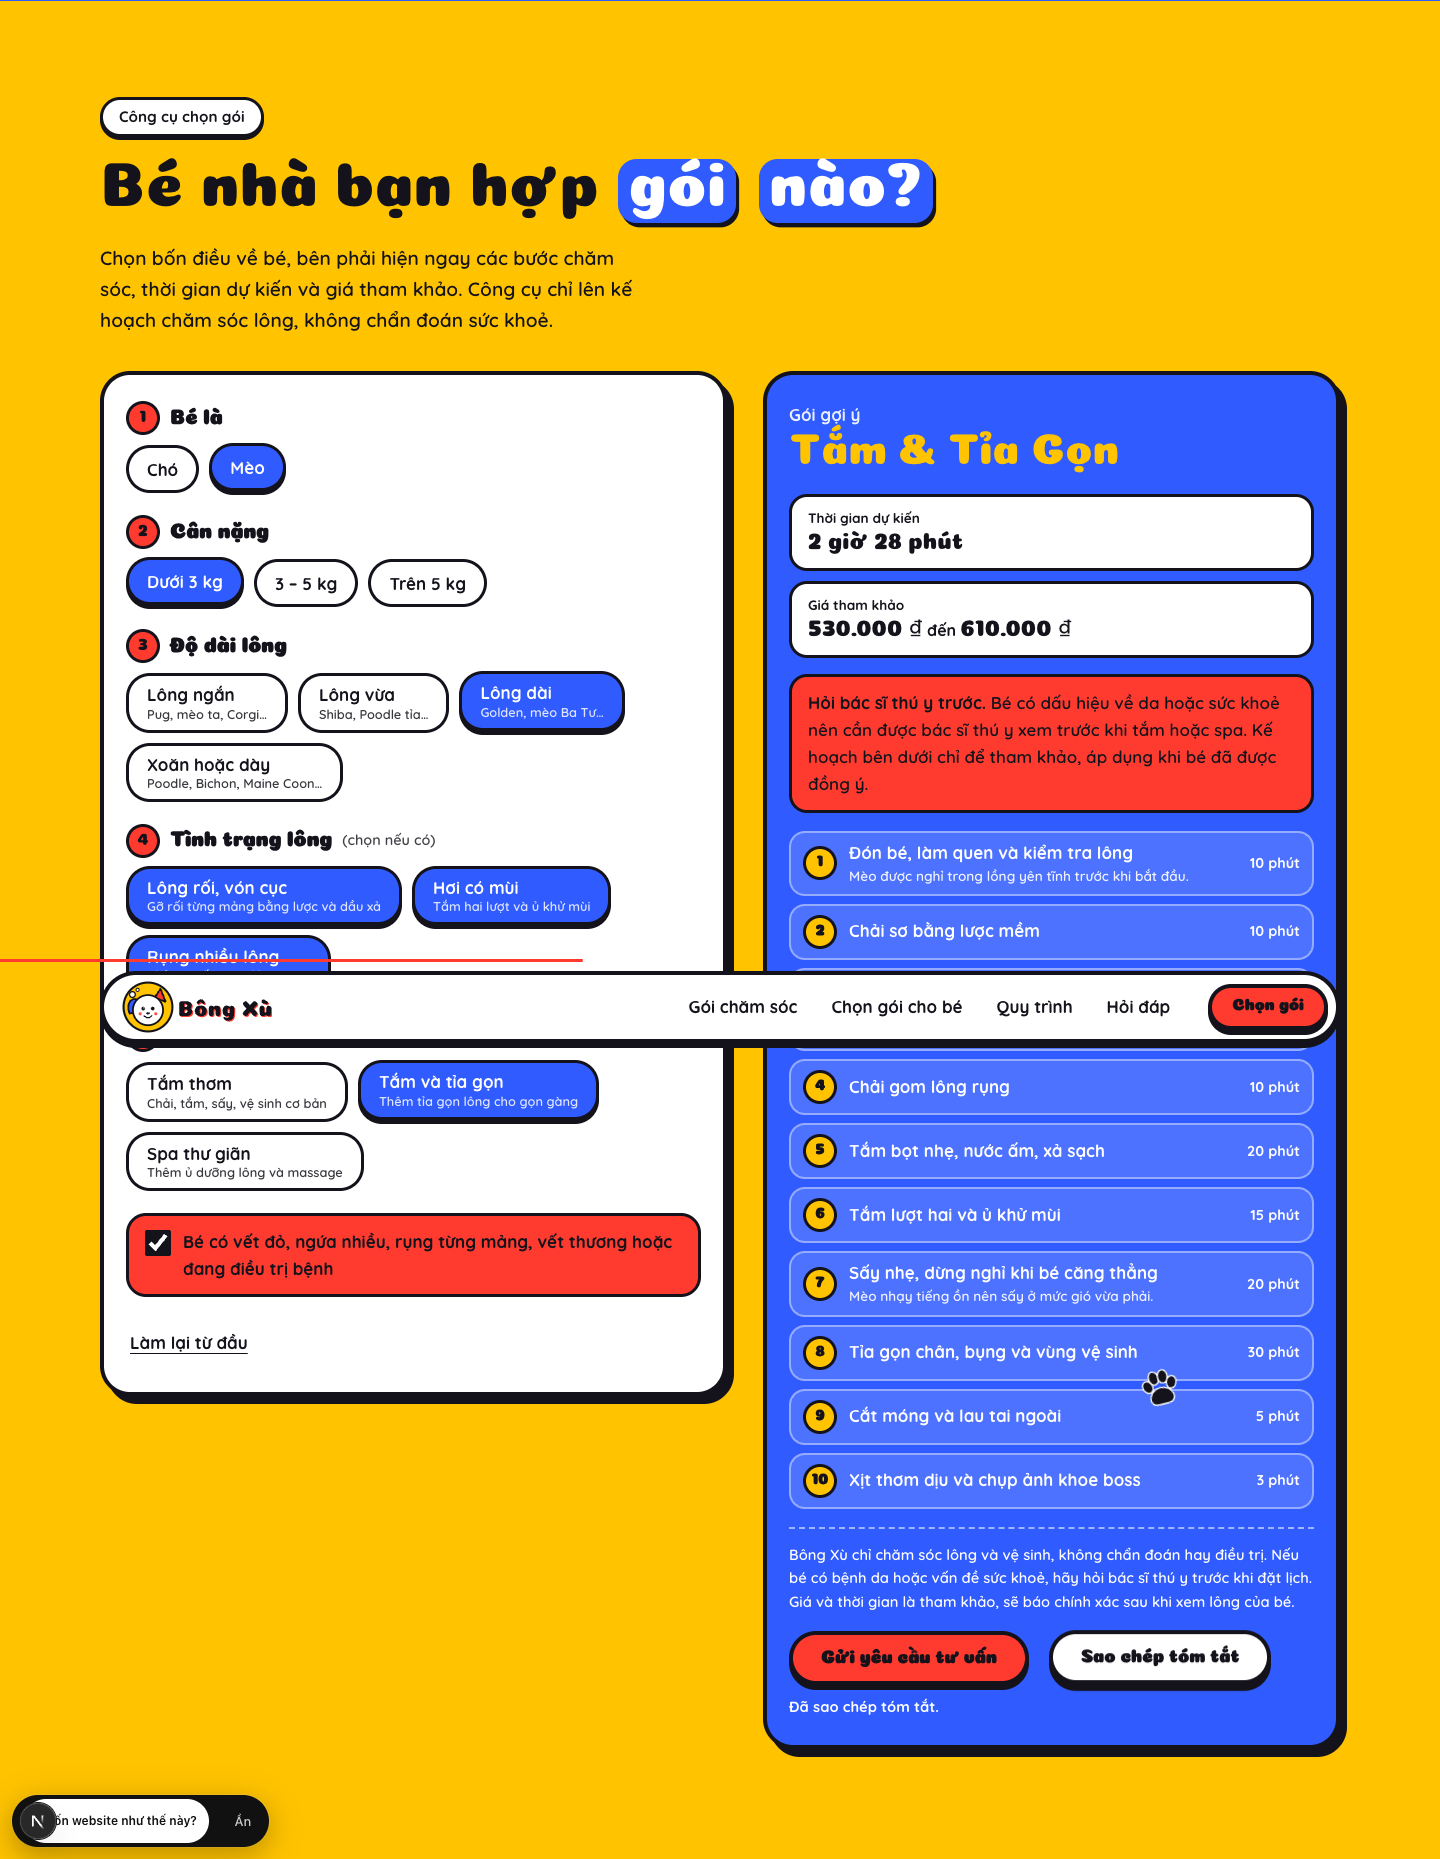 Công cụ chọn gói
Bé nhà bạn hợp gói nào?
Chọn bốn điều về bé, bên phải hiện ngay các bước chăm
sóc, thời gian dự kiến và giá tham khảo. Công cụ chỉ lên kế
hoạch chăm sóc lông, không chẩn đoán sức khoẻ.
1 Bé là
Chó
Mèo
2 Cân nặng
Dưới 3 kg
3 – 5 kg
Trên 5 kg
3 Độ dài lông
Lông ngắn
Pug, mèo ta, Corgi...
Lông vừa
Shiba, Poodle tỉa...
Lông dài
Golden, mèo Ba Tư...
Xoăn hoặc dày
Poodle, Bichon, Maine Coon...
4 Tình trạng lông (chọn nếu có)
Lông rối, vón cục
Gỡ rối từng mảng bằng lược và dầu xả
Hơi có mùi
Tắm hai lượt và ủ khử mùi
Rụng nhiều lông
Bông Xù
Gói chăm sóc
Chọn gói cho bé
Quy trình
Hỏi đáp
Chọn gói
Tắm thơm
Chải, tắm, sấy, vệ sinh cơ bản
Tắm và tỉa gọn
Thêm tỉa gọn lông cho gọn gàng
Spa thư giãn
Thêm ủ dưỡng lông và massage
Bé có vết đỏ, ngứa nhiều, rụng từng mảng, vết thương hoặc
đang điều trị bệnh
Làm lại từ đầu
Gói gợi ý
Tắm & Tỉa Gọn
Thời gian dự kiến
2 giờ 28 phút
Giá tham khảo
530.000 ₫ đến 610.000 ₫
Hỏi bác sĩ thú y trước. Bé có dấu hiệu về da hoặc sức khoẻ
nên cần được bác sĩ thú y xem trước khi tắm hoặc spa. Kế
hoạch bên dưới chỉ để tham khảo, áp dụng khi bé đã được
đồng ý.
1 Đón bé, làm quen và kiểm tra lông 10 phút
Mèo được nghỉ trong lồng yên tĩnh trước khi bắt đầu.
2 Chải sơ bằng lược mềm 10 phút
4 Chải gom lông rụng 10 phút
5 Tắm bọt nhẹ, nước ấm, xả sạch 20 phút
6 Tắm lượt hai và ủ khử mùi 15 phút
7 Sấy nhẹ, dừng nghỉ khi bé căng thẳng 20 phút
Mèo nhạy tiếng ồn nên sấy ở mức gió vừa phải.
8 Tỉa gọn chân, bụng và vùng vệ sinh 30 phút
9 Cắt móng và lau tai ngoài 5 phút
10 Xịt thơm dịu và chụp ảnh khoe boss 3 phút
Bông Xù chỉ chăm sóc lông và vệ sinh, không chẩn đoán hay điều trị. Nếu
bé có bệnh da hoặc vấn đề sức khoẻ, hãy hỏi bác sĩ thú y trước khi đặt lịch.
Giá và thời gian là tham khảo, sẽ báo chính xác sau khi xem lông của bé.
Gửi yêu cầu tư vấn
Sao chép tóm tắt
Đã sao chép tóm tắt.
website như thế này?
Ẩn